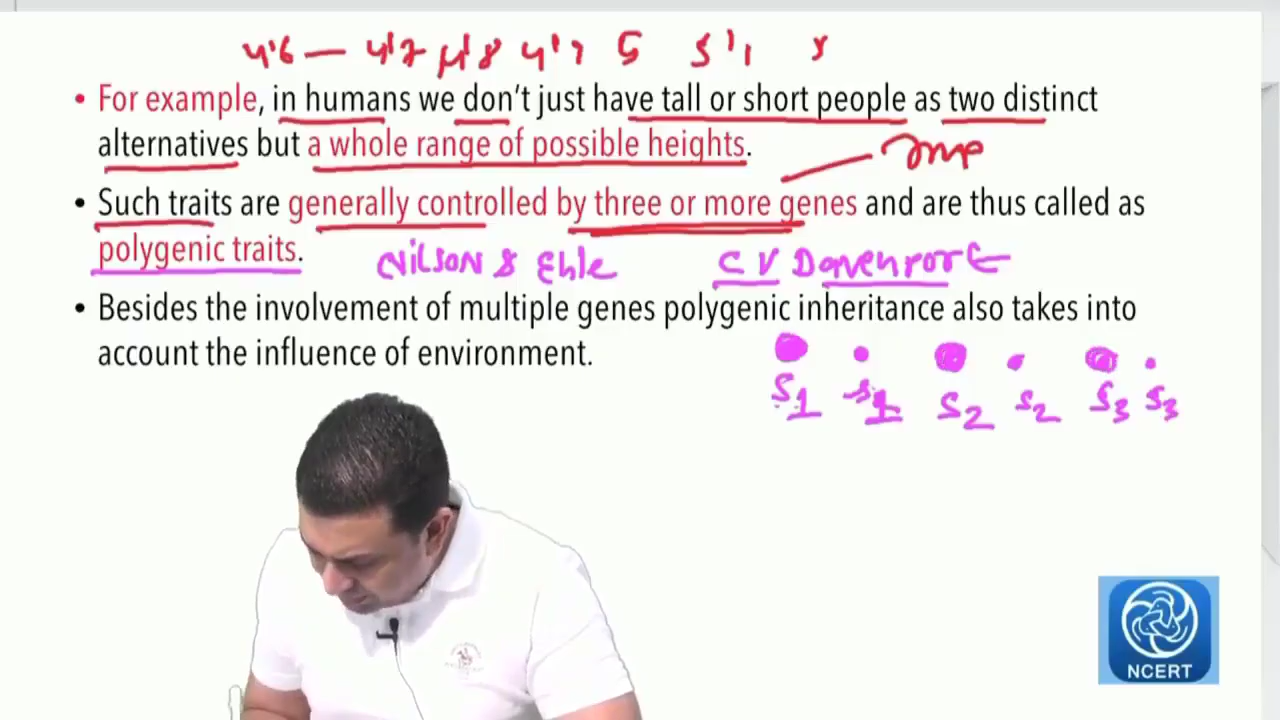 4'6 — 4'7 4'8 4'9 5 5'1 5
• For example, in humans we don't just have tall or short people as two distinct
alternatives but a whole range of possible heights.
Imp
• Such traits are generally controlled by three or more genes and are thus called as
polygenic traits.
Nilson & Ehle
C V Davenport
• Besides the involvement of multiple genes polygenic inheritance also takes into
account the influence of environment.
S1 s1 S2 s2 S3 s3
NCERT